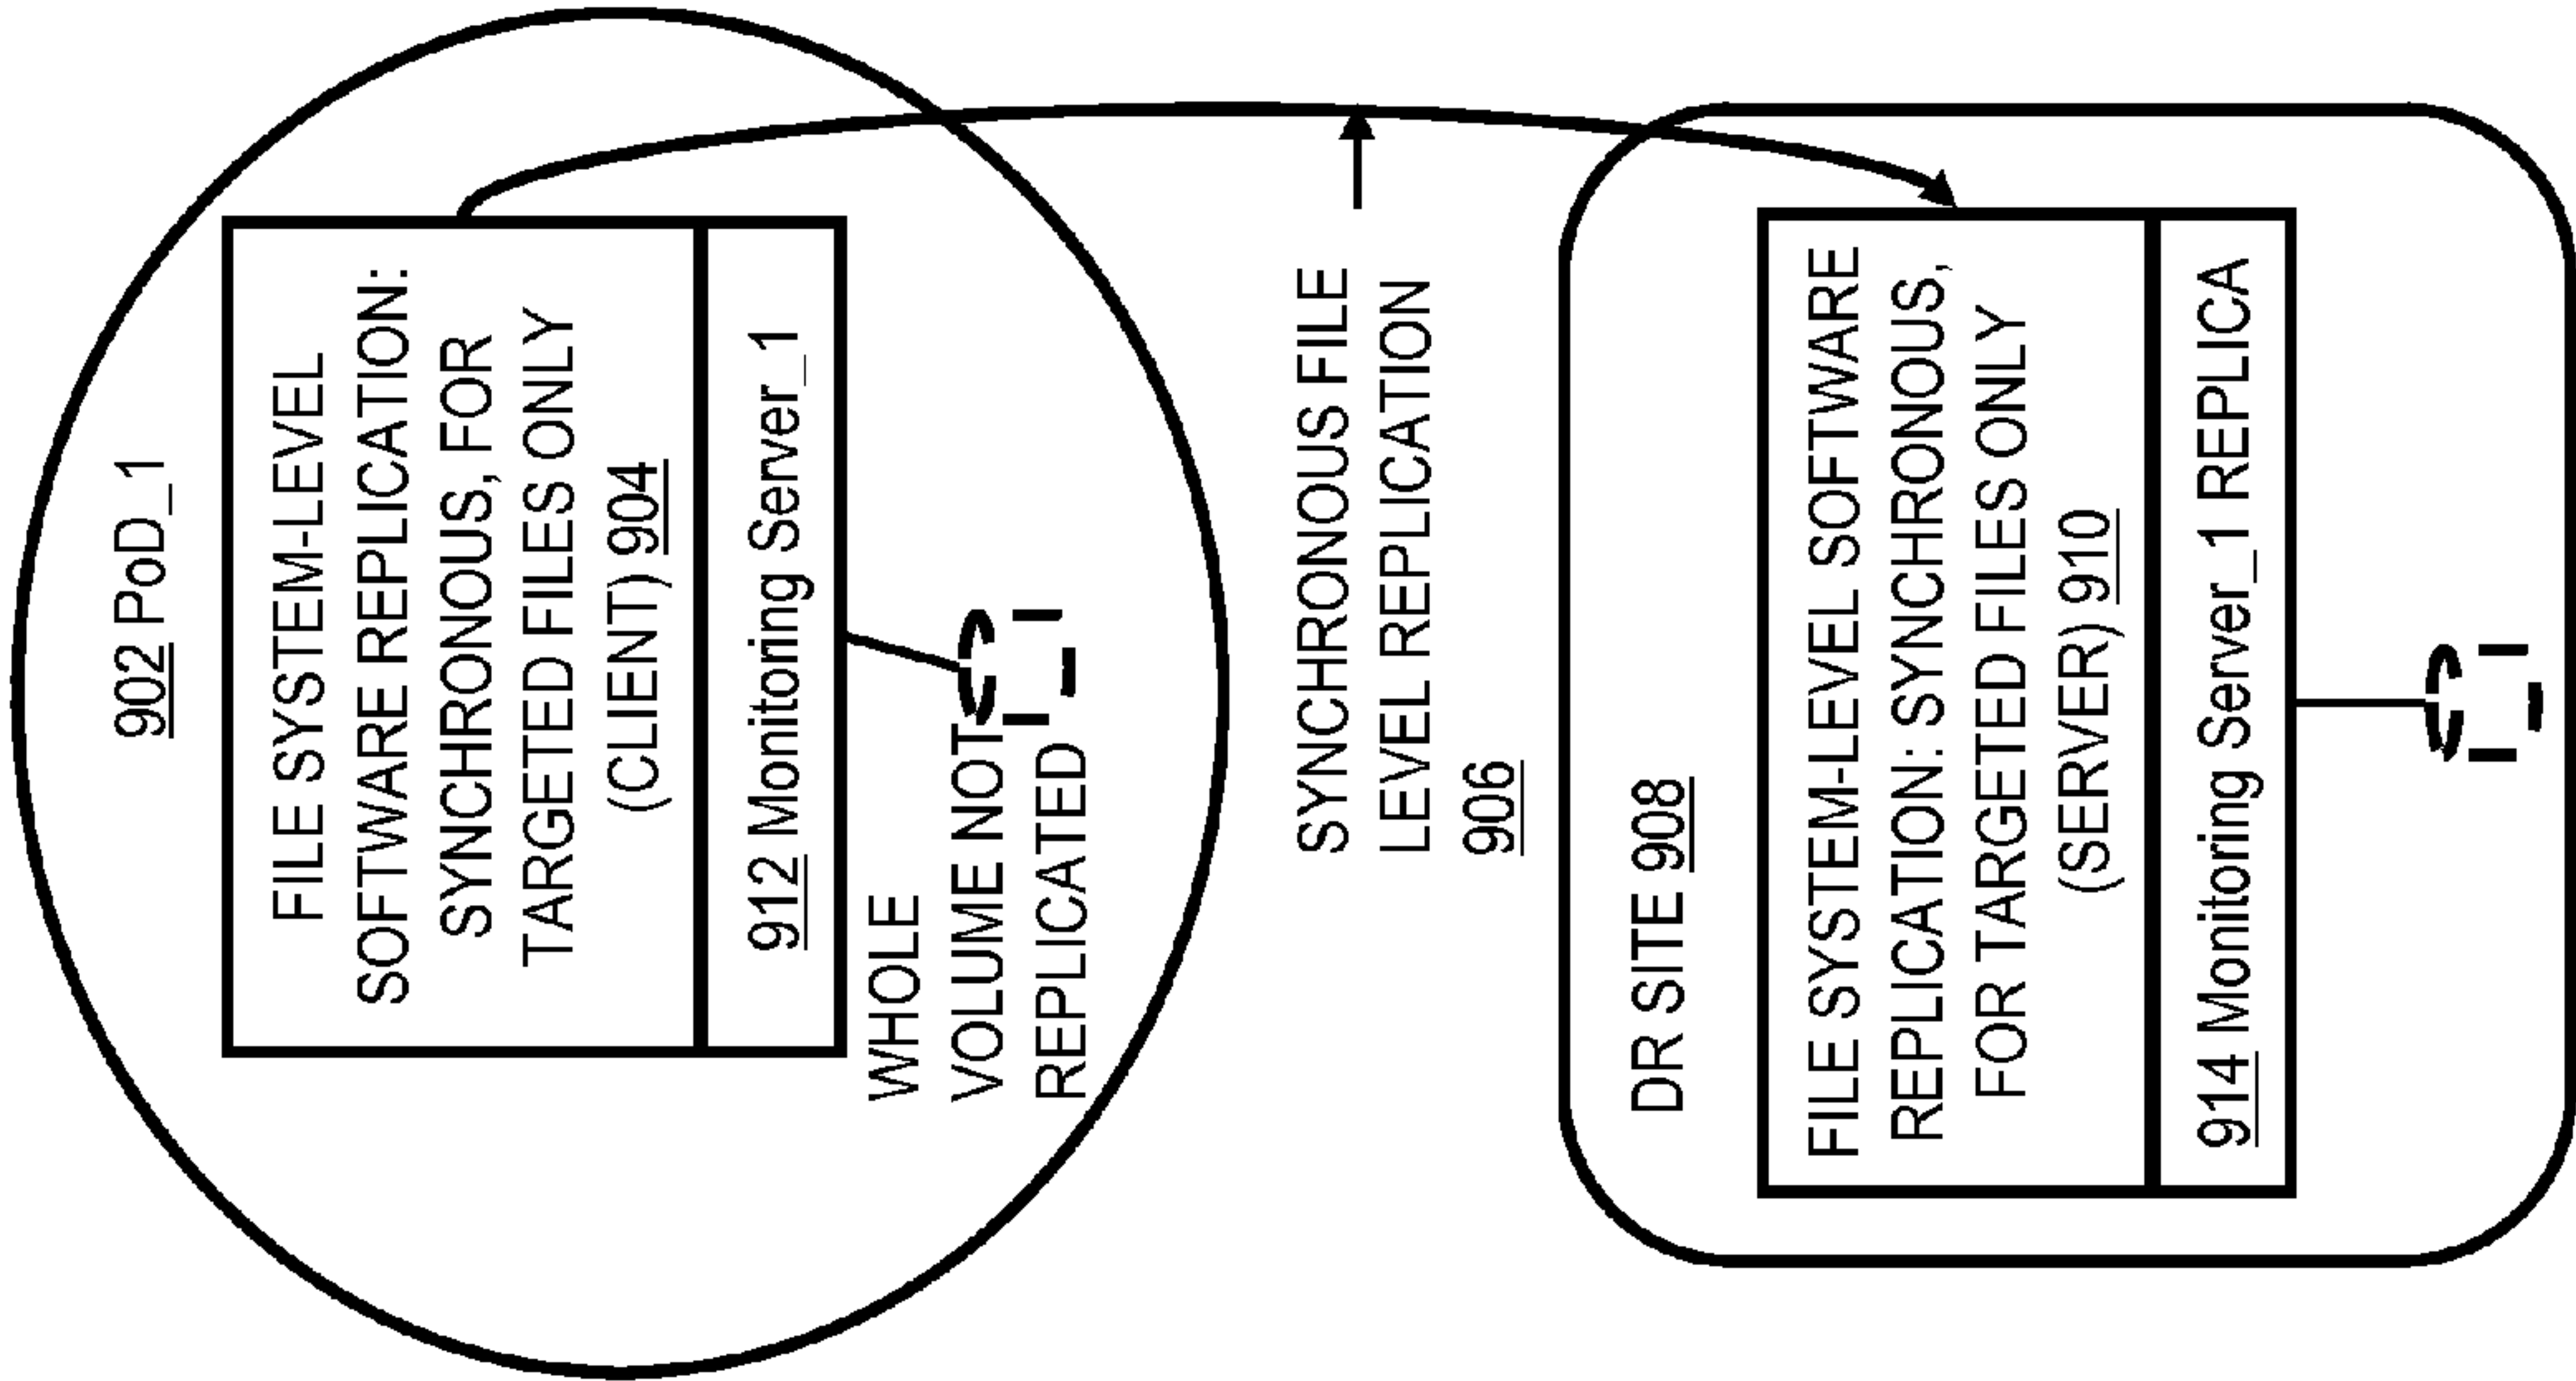 902 PoD_1
FILE SYSTEM-LEVEL
SOFTWARE REPLICATION:
SYNCHRONOUS, FOR
TARGETED FILES ONLY
(CLIENT) 904
912 Monitoring Server_1
WHOLE
VOLUME NOT
REPLICATED
SYNCHRONOUS FILE
LEVEL REPLICATION
906
DR SITE 908
FILE SYSTEM-LEVEL SOFTWARE
REPLICATION: SYNCHRONOUS,
FOR TARGETED FILES ONLY
(SERVER) 910
914 Monitoring Server_1 REPLICA